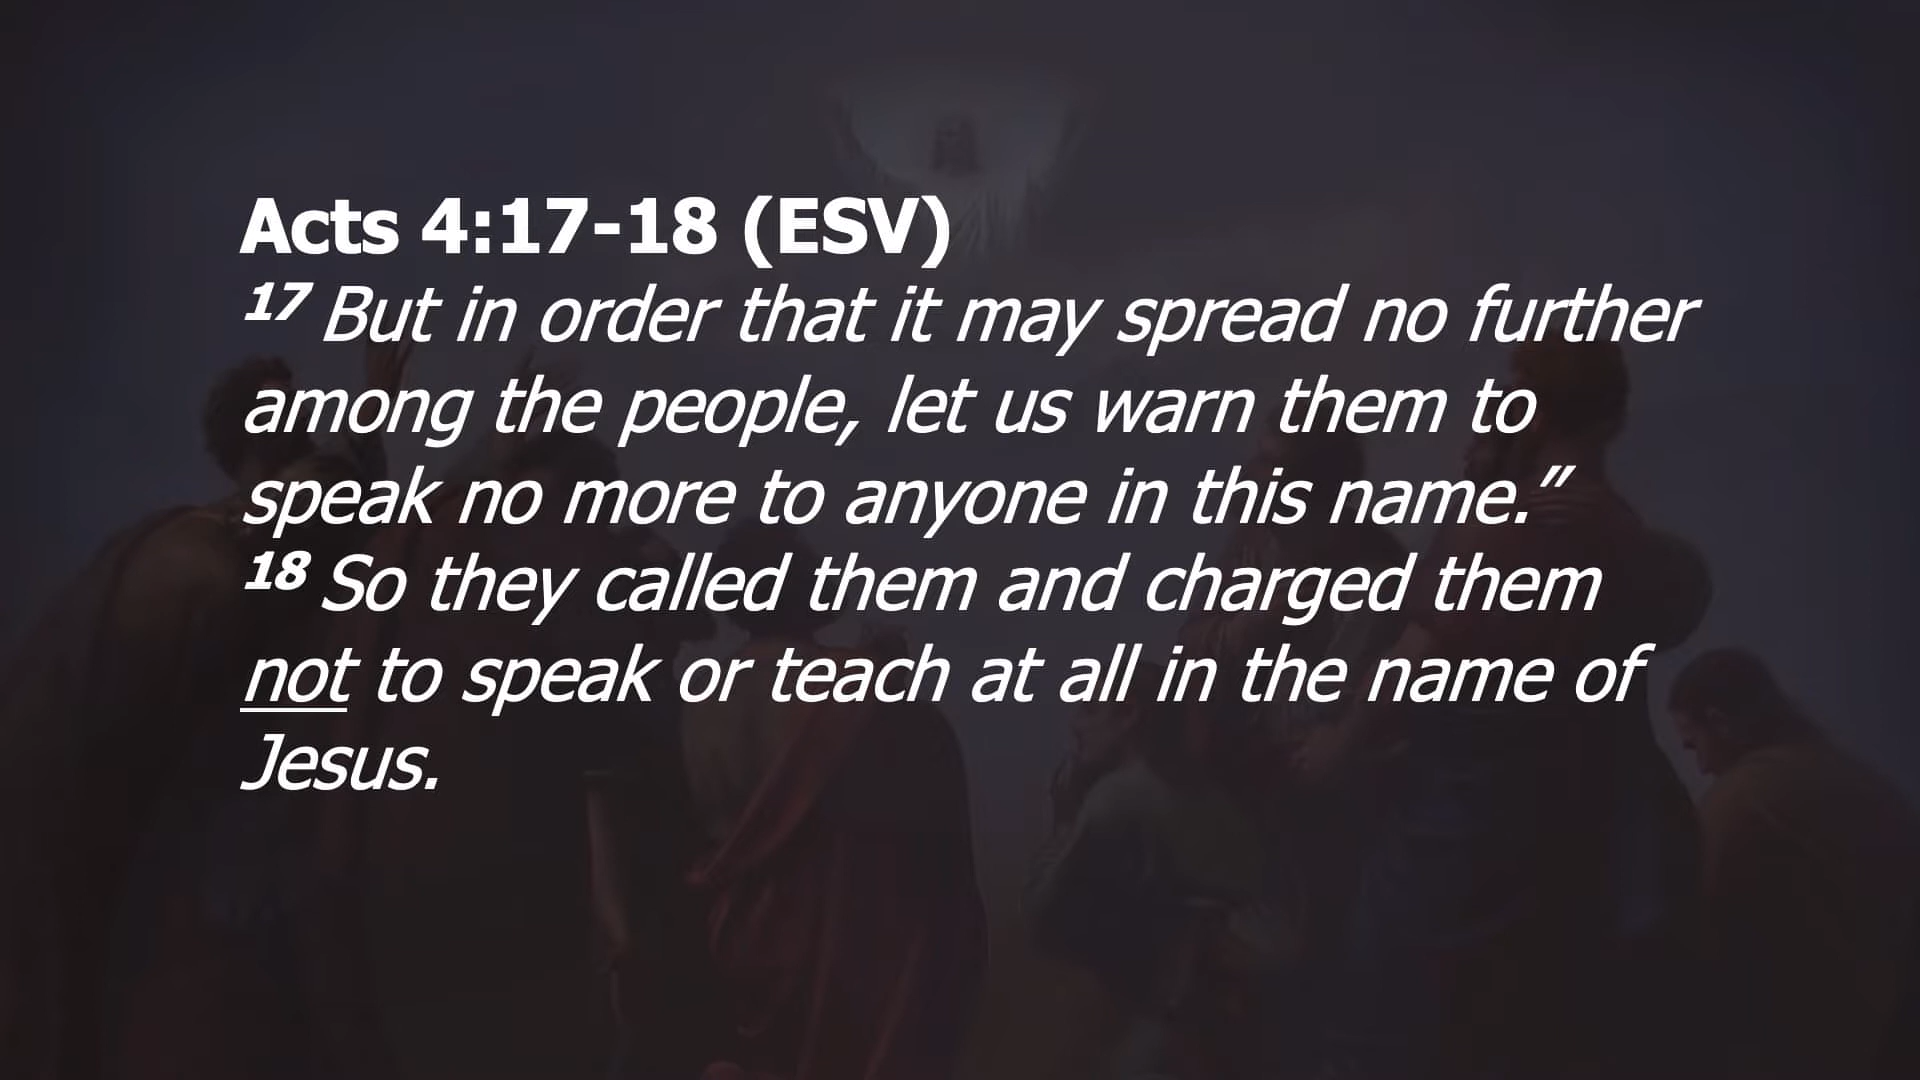 Acts 4:17-18 (ESV)
17 But in order that it may spread no further
among the people, let us warn them to
speak no more to anyone in this name.”
18 So they called them and charged them
not to speak or teach at all in the name of
Jesus.